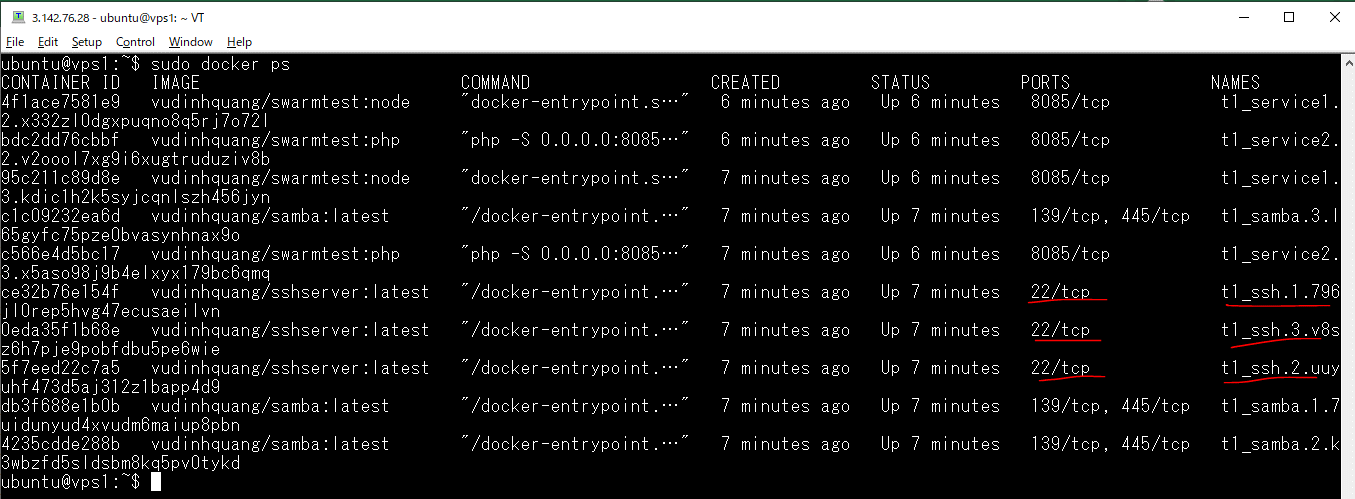 3.142.76.28 - ubuntu@vps1: ~ VT
File Edit Setup Control Window Help
ubuntu@vps1:~$ sudo docker ps
CONTAINER ID IMAGE COMMAND CREATED STATUS PORTS NAMES
4f1ace7581e9 vudinhquang/swarmtest:node "docker-entrypoint.s…" 6 minutes ago Up 6 minutes 8085/tcp t1_service1.
2.x332zl0dgxpuqno8q5rj7o72l
bdc2dd76cbbf vudinhquang/swarmtest:php "php -S 0.0.0.0:8085…" 6 minutes ago Up 6 minutes 8085/tcp t1_service2.
2.v2oool7xg9i6xugtruduziv8b
95c211c89d8e vudinhquang/swarmtest:node "docker-entrypoint.s…" 7 minutes ago Up 6 minutes 8085/tcp t1_service1.
3.kdic1h2k5syjcqnlszh456jyn
c1c09232ea6d vudinhquang/samba:latest "/docker-entrypoint.…" 7 minutes ago Up 7 minutes 139/tcp, 445/tcp t1_samba.3.l
65gyfc75pze0bvasynhnax9o
c566e4d5bc17 vudinhquang/swarmtest:php "php -S 0.0.0.0:8085…" 7 minutes ago Up 6 minutes 8085/tcp t1_service2.
3.x5aso98j9b4elxyx179bc6qmq
ce32b76e154f vudinhquang/sshserver:latest "/docker-entrypoint.…" 7 minutes ago Up 7 minutes 22/tcp t1_ssh.1.796
jl0rep5hvg47ecusaeilvn
0eda35f1b68e vudinhquang/sshserver:latest "/docker-entrypoint.…" 7 minutes ago Up 7 minutes 22/tcp t1_ssh.3.v8s
z6h7pje9pobfdbu5pe6wie
5f7eed22c7a5 vudinhquang/sshserver:latest "/docker-entrypoint.…" 7 minutes ago Up 7 minutes 22/tcp t1_ssh.2.uuy
uhf473d5aj312z1bapp4d9
db3f688e1b0b vudinhquang/samba:latest "/docker-entrypoint.…" 7 minutes ago Up 7 minutes 139/tcp, 445/tcp t1_samba.1.7
uidunyud4xvudm6maiup8pbn
4235cdde288b vudinhquang/samba:latest "/docker-entrypoint.…" 7 minutes ago Up 7 minutes 139/tcp, 445/tcp t1_samba.2.k
3wbzfd5sldsbm8kq5pv0tykd
ubuntu@vps1:~$